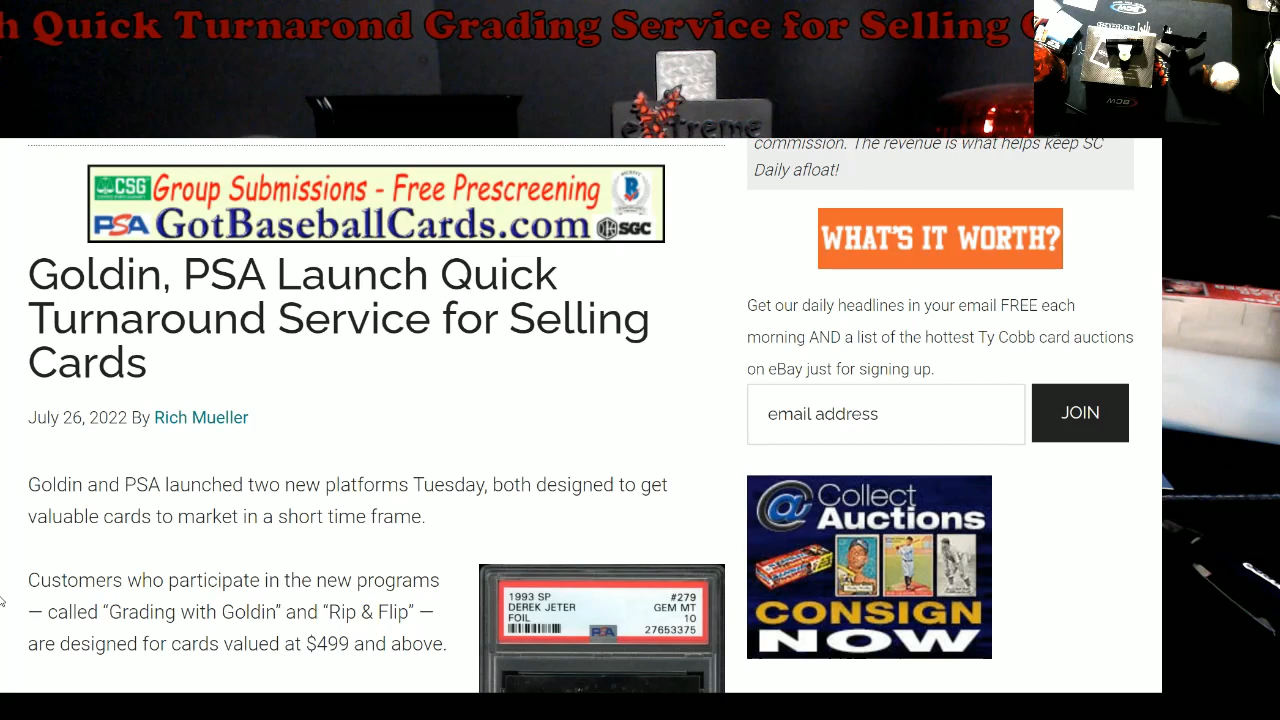 h Quick Turnarond Grading Service for Selling
extreme
BCW
commission. The revenue is what helps keep SC
Daily afloat!
CSG Group Submissions - Free Prescreening
PSA GotBaseballCards.com SGC
WHAT'S IT WORTH?
Goldin, PSA Launch Quick
Turnaround Service for Selling
Cards
July 26, 2022 By Rich Mueller
Get our daily headlines in your email FREE each
morning AND a list of the hottest Ty Cobb card auctions
on eBay just for signing up.
email address
JOIN
Goldin and PSA launched two new platforms Tuesday, both designed to get
valuable cards to market in a short time frame.
Customers who participate in the new programs
— called “Grading with Goldin” and “Rip & Flip” —
are designed for cards valued at $499 and above.
1993 SP #279
DEREK JETER GEM MT
FOIL 10
27653375
PSA
@ Collect
Auctions
CONSIGN
NOW